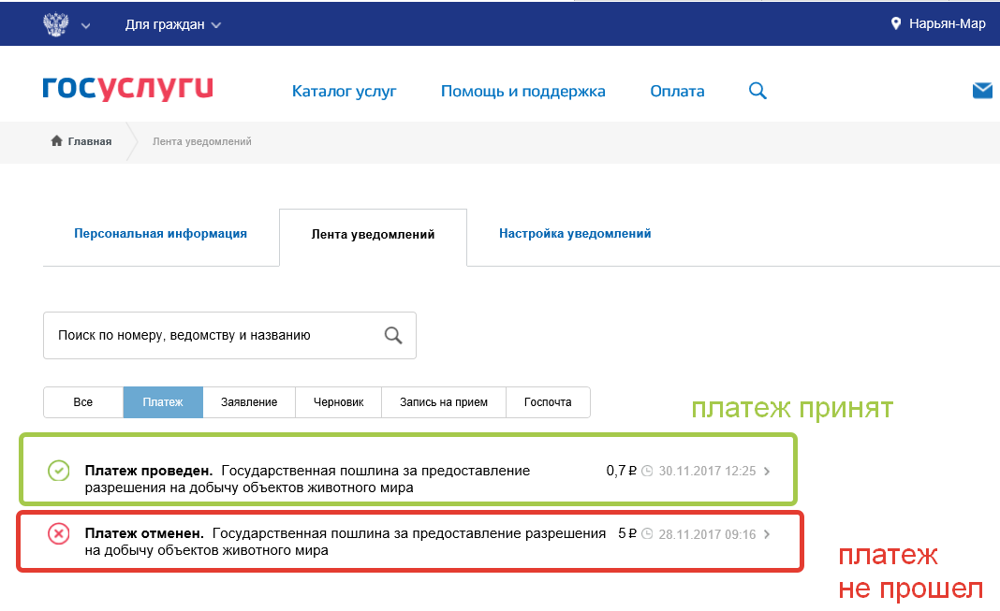 Для граждан
Нарьян-Мар
госуслуги
Каталог услуг
Помощь и поддержка
Оплата
Главная
Лента уведомлений
Персональная информация
Лента уведомлений
Настройка уведомлений
Поиск по номеру, ведомству и названию
Все
Платеж
Заявление
Черновик
Запись на прием
Госпочта
платеж принят
Платеж проведен. Государственная пошлина за предоставление 0,7 ₽ 30.11.2017 12:25
разрешения на добычу объектов животного мира
Платеж отменен. Государственная пошлина за предоставление разрешения 5 ₽ 28.11.2017 09:16
на добычу объектов животного мира
платеж
не прошел